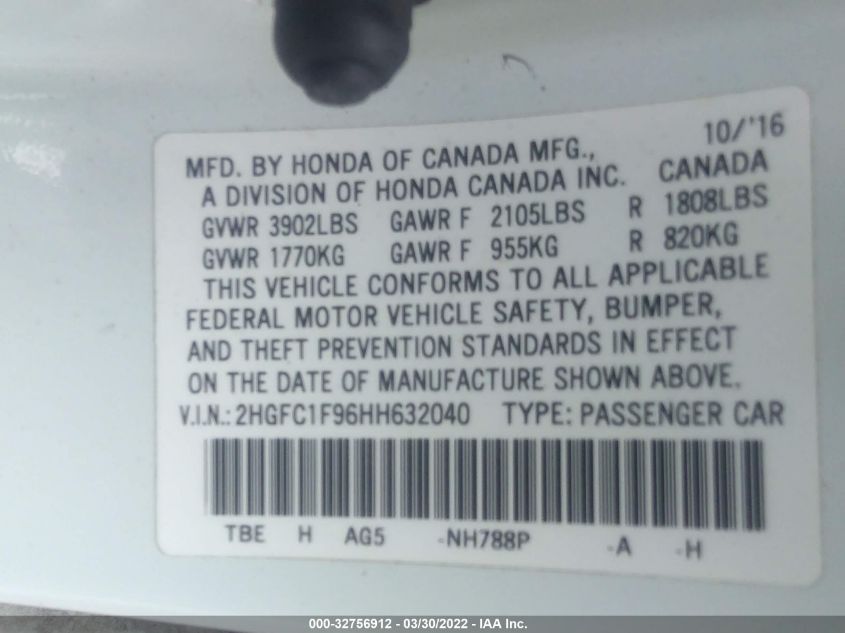 10/'16
MFD. BY HONDA OF CANADA MFG.,
A DIVISION OF HONDA CANADA INC. CANADA
GVWR 3902LBS GAWR F 2105LBS R 1808LBS
GVWR 1770KG GAWR F 955KG R 820KG
THIS VEHICLE CONFORMS TO ALL APPLICABLE
FEDERAL MOTOR VEHICLE SAFETY, BUMPER,
AND THEFT PREVENTION STANDARDS IN EFFECT
ON THE DATE OF MANUFACTURE SHOWN ABOVE.
V.I.N.: 2HGFC1F96HH632040 TYPE: PASSENGER CAR
TBE H AG5 -NH788P -A -H
000-32756912 - 03/30/2022 - IAA Inc.